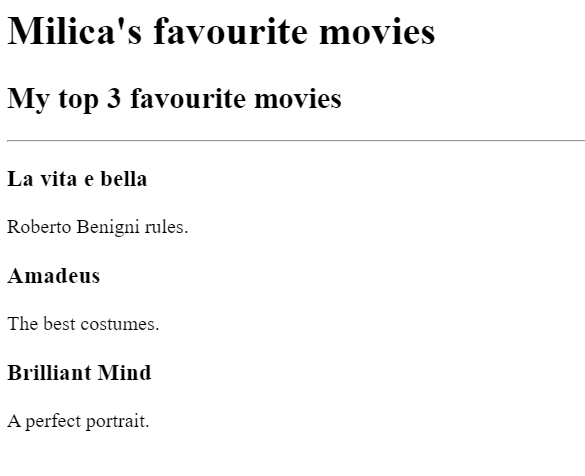 Milica's favourite movies
My top 3 favourite movies
La vita e bella
Roberto Benigni rules.
Amadeus
The best costumes.
Brilliant Mind
A perfect portrait.